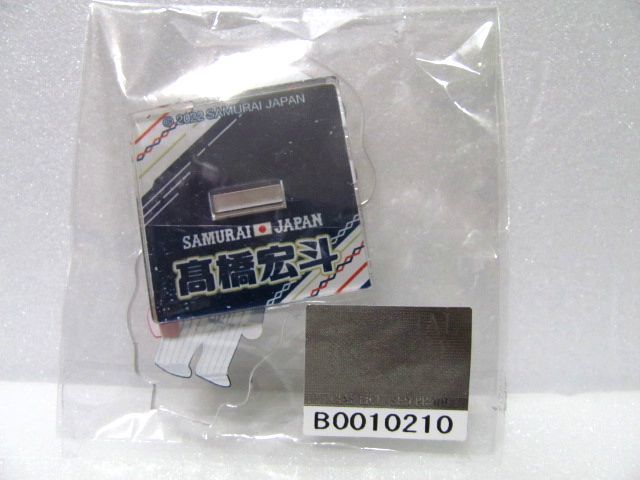 © 2022 SAMURAI JAPAN
SAMURAI JAPAN
髙橋宏斗
B0010210